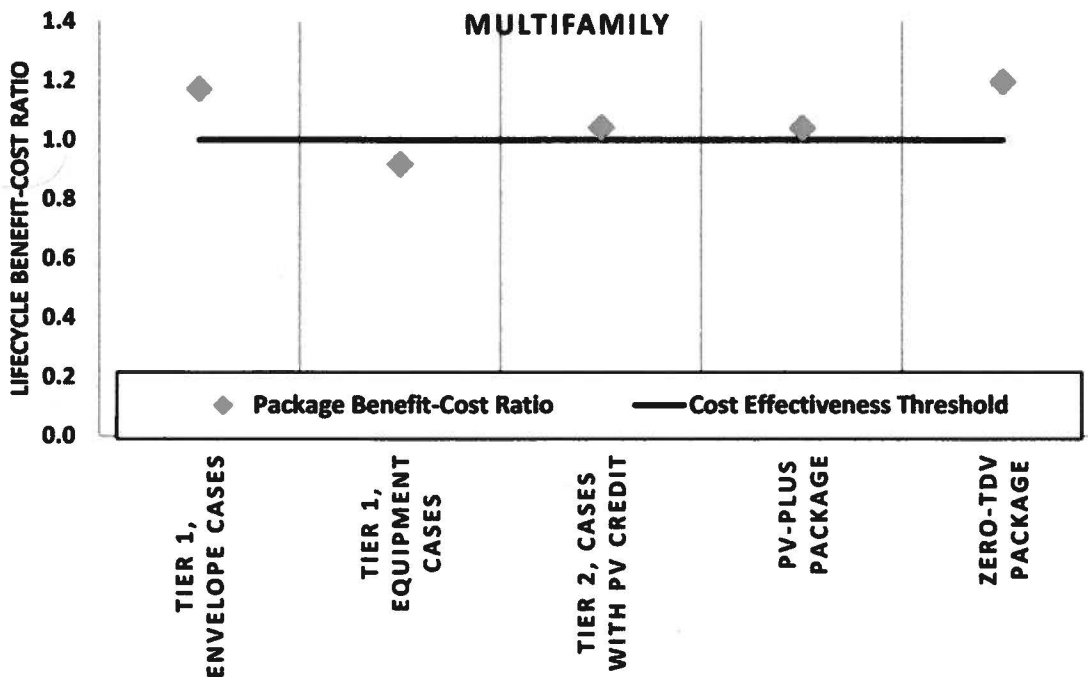 MULTIFAMILY
LIFECYCLE BENEFIT-COST RATIO
1.4
1.2
1.0
0.8
0.6
0.4
0.2
0.0
Package Benefit-Cost Ratio
Cost Effectiveness Threshold
TIER 1,
ENVELOPE CASES
TIER 1,
EQUIPMENT
CASES
TIER 2, CASES
WITH PV CREDIT
PV-PLUS
PACKAGE
ZERO-TDV
PACKAGE